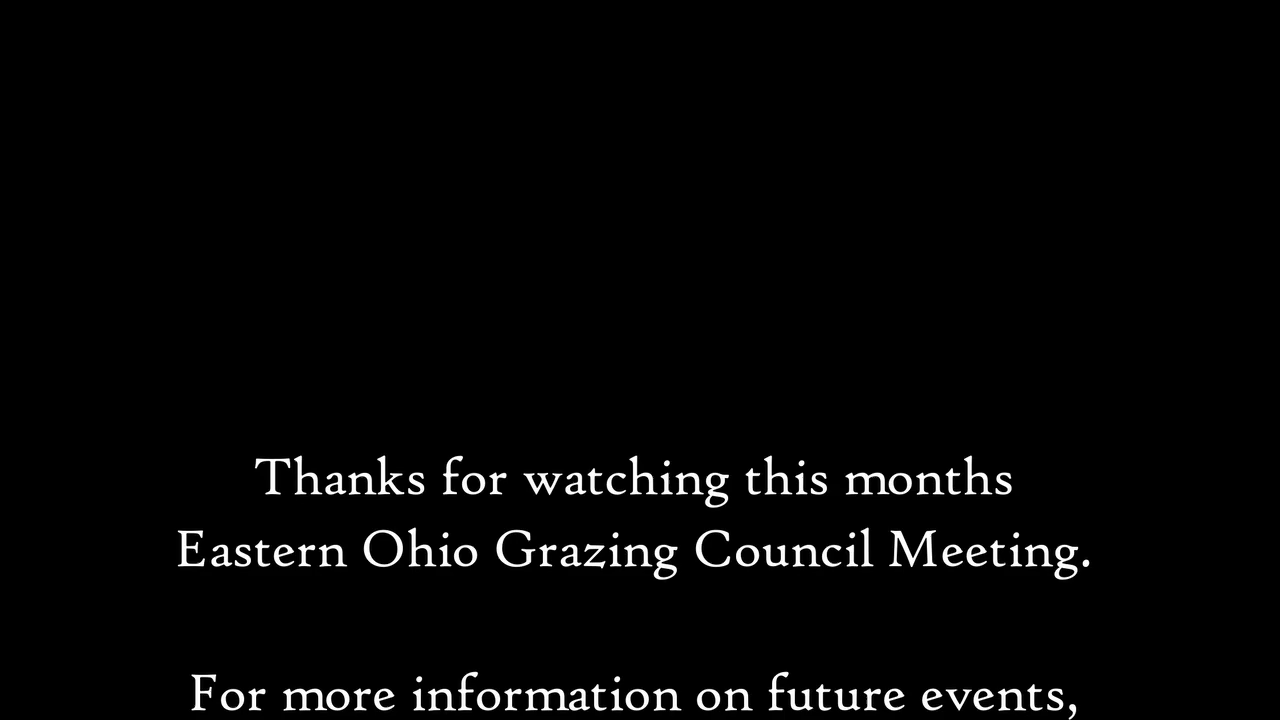 Thanks for watching this months
Eastern Ohio Grazing Council Meeting.
For more information on future events,